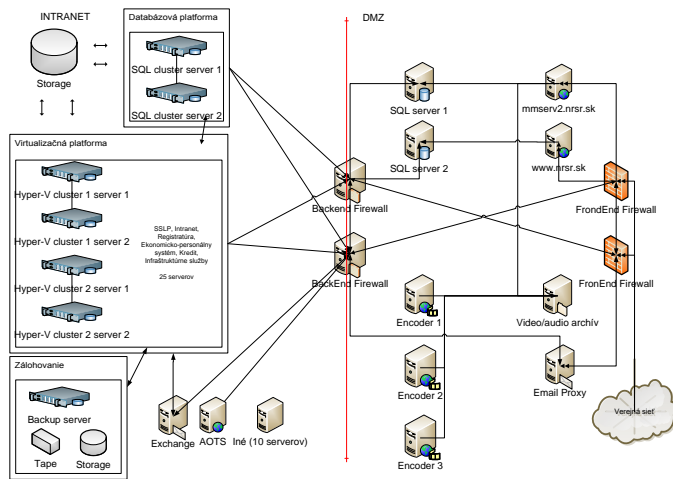 INTRANET
Storage
Databázová platforma
SQL cluster server 1
SQL cluster server 2
Virtualizačná platforma
Hyper-V cluster 1 server 1
Hyper-V cluster 1 server 2
Hyper-V cluster 2 server 1
Hyper-V cluster 2 server 2
SSLP, Intranet,
Registratúra,
Ekonomicko-personálny
systém, Kredit,
Infraštruktúrne služby
25 serverov
Zálohovanie
Backup server
Tape
Storage
Exchange
AOTS
Iné (10 serverov)
DMZ
Backend Firewall
BackEnd Firewall
SQL server 1
SQL server 2
mmserv2.nrsr.sk
www.nrsr.sk
FrondEnd Firewall
FronEnd Firewall
Encoder 1
Encoder 2
Encoder 3
Video/audio archív
Email Proxy
Verejná sieť